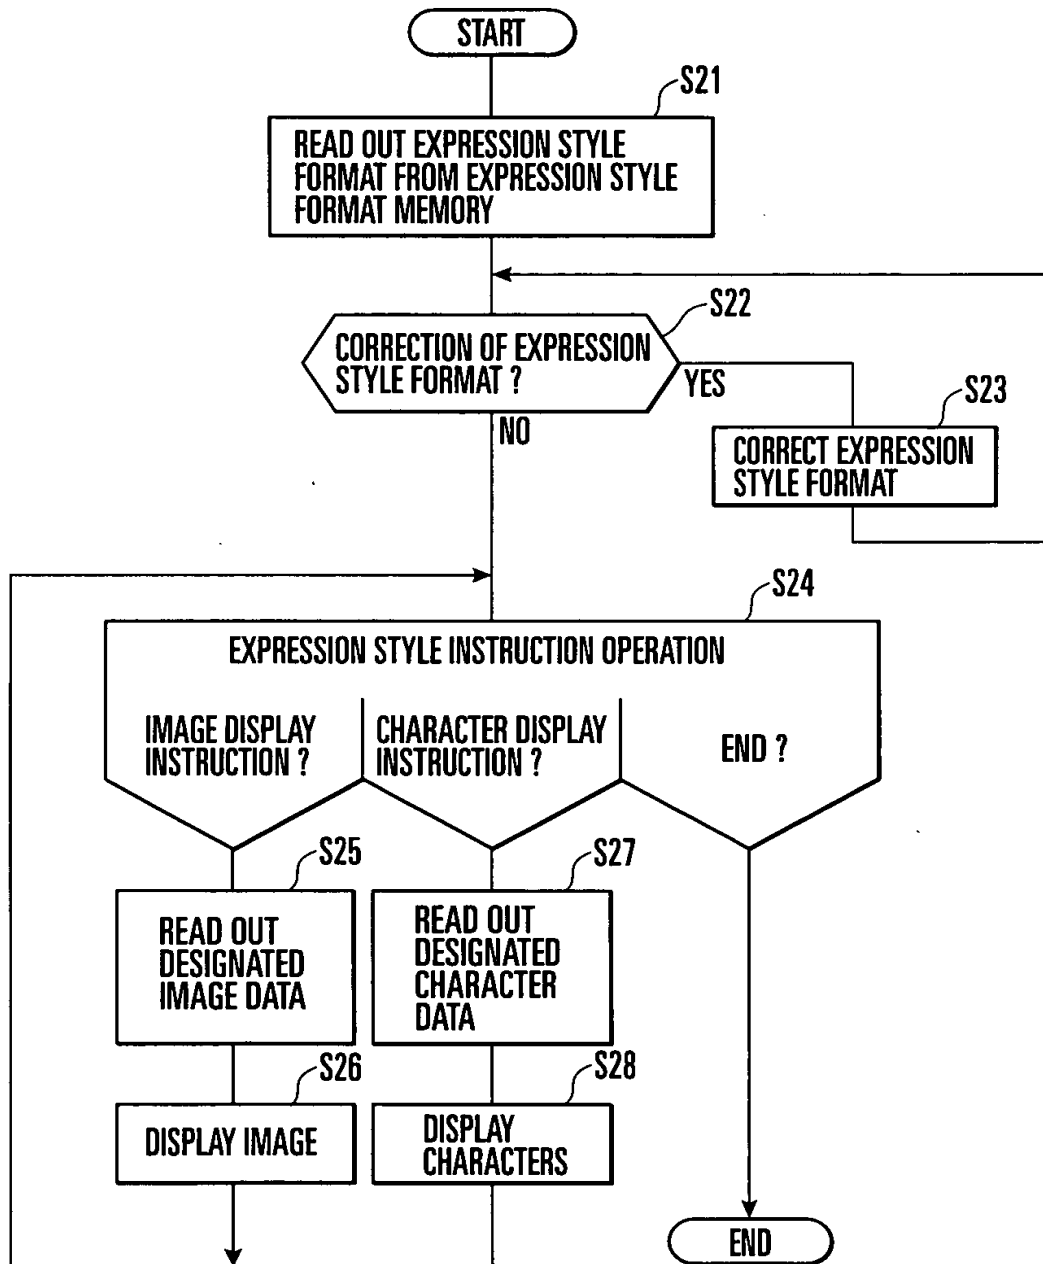 START
S21
READ OUT EXPRESSION STYLE
FORMAT FROM EXPRESSION STYLE
FORMAT MEMORY
S22
CORRECTION OF EXPRESSION
STYLE FORMAT ?
YES
NO
S23
CORRECT EXPRESSION
STYLE FORMAT
S24
EXPRESSION STYLE INSTRUCTION OPERATION
IMAGE DISPLAY
INSTRUCTION ?
CHARACTER DISPLAY
INSTRUCTION ?
END ?
S25
READ OUT
DESIGNATED
IMAGE DATA
S27
READ OUT
DESIGNATED
CHARACTER
DATA
S26
DISPLAY IMAGE
S28
DISPLAY
CHARACTERS
END